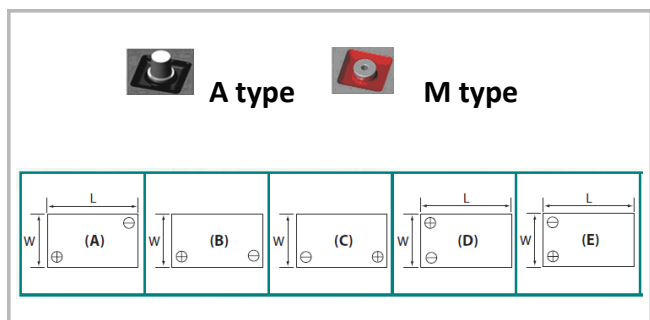 A type M type
L L L
W (A) W (B) W (C) W (D) W (E)
⊖ ⊕ ⊕ ⊖ ⊖ ⊕ ⊕ ⊖ ⊖ ⊕